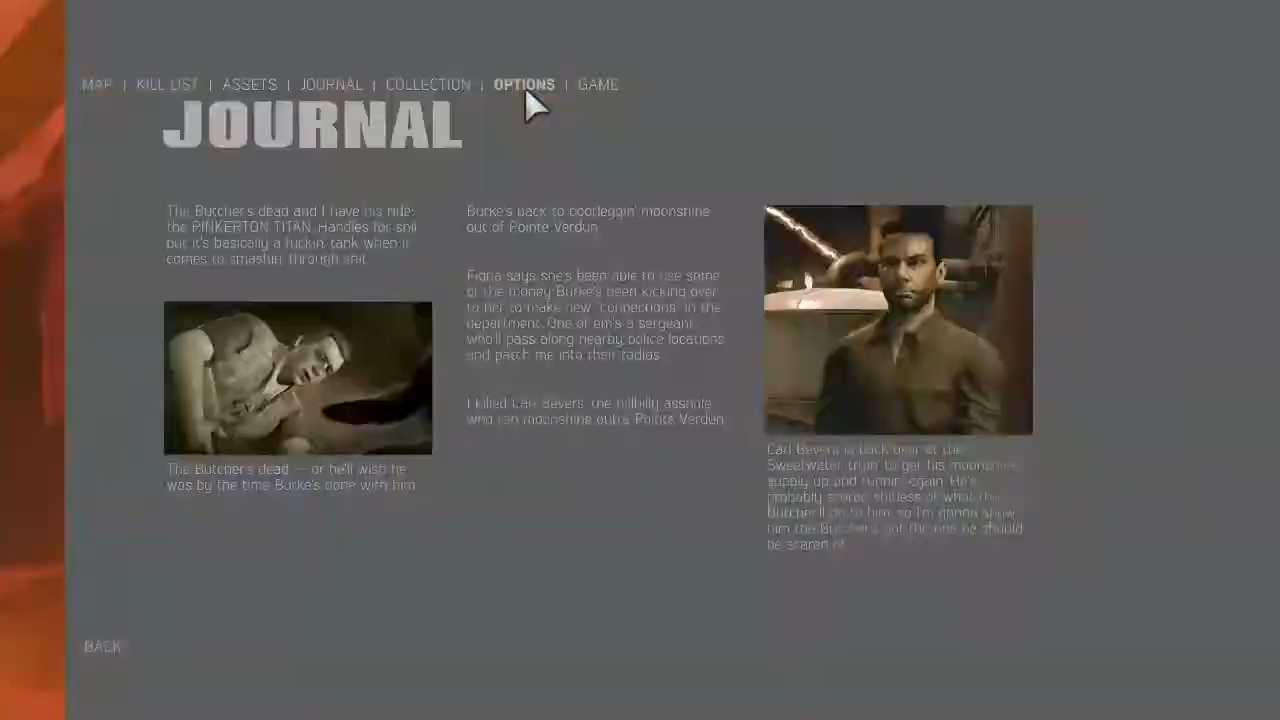 MAP | KILL LIST | ASSETS | JOURNAL | COLLECTION | OPTIONS | GAME
JOURNAL
The Butcher's dead and I have his ride:
the PINKERTON TITAN. Handles for shit
but it's basically a fuckin' tank when it
comes to smashin' through shit.
The Butcher's dead — or he'll wish he
was by the time Burke's done with him.
Burke's back to bootleggin' moonshine
out of Pointe Verdun.
Fiona says she's been able to use some
of the money Burke's been kicking over
to her to make new "connections" in the
department. One of em's a sergeant
who'll pass along nearby police locations
and patch me into their radios.
I killed Carl Bevers, the hillbilly asshole
who ran moonshine outta Pointe Verdun.
Carl Bevers is back over at the
Sweetwater, tryin' to get his moonshine
supply up and runnin' again. He's
probably scared shitless of what the
Butcher'll do to him, so I'm gonna show
him the Butcher's not the one he should
be scared of.
BACK